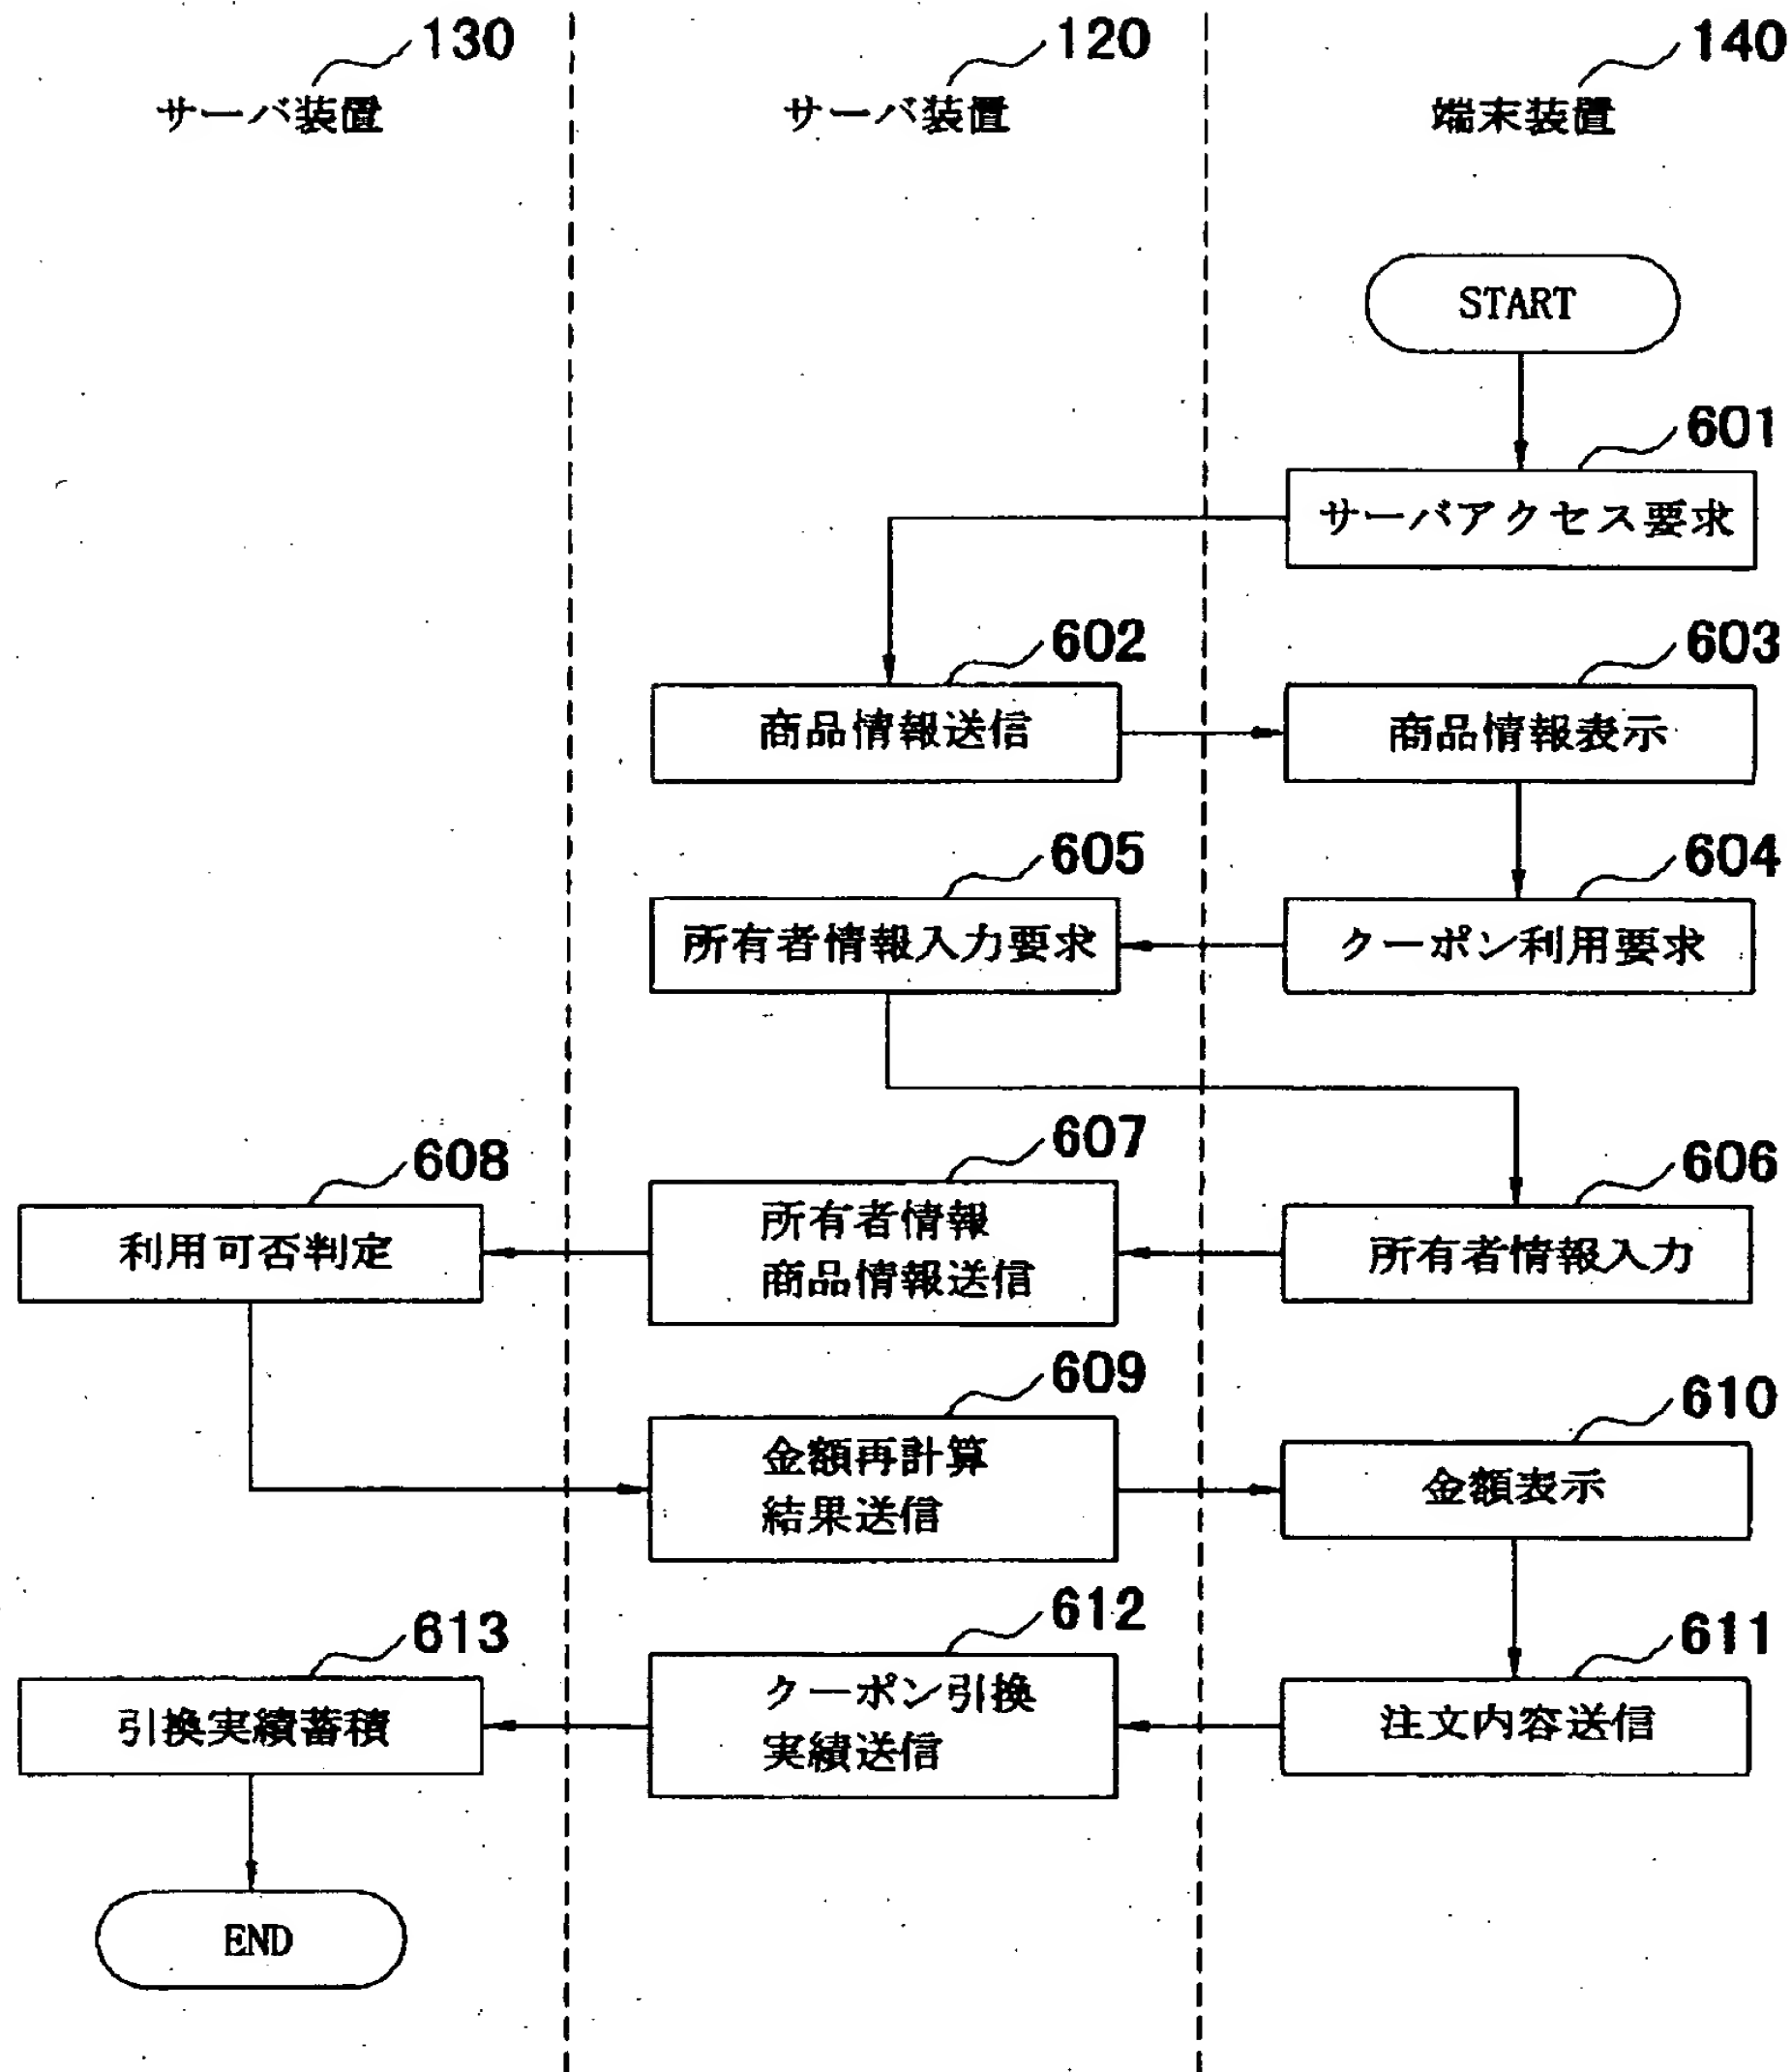 130
120
140
サーバ装置
サーバ装置
端末装置
START
601
サーバアクセス要求
602
603
商品情報送信
商品情報表示
605
604
所有者情報入力要求
クーポン利用要求
607
608
606
所有者情報
商品情報送信
利用可否判定
所有者情報入力
609
610
金額再計算
結果送信
金額表示
612
613
611
クーポン引換
実績送信
引換実績蓄積
注文内容送信
END